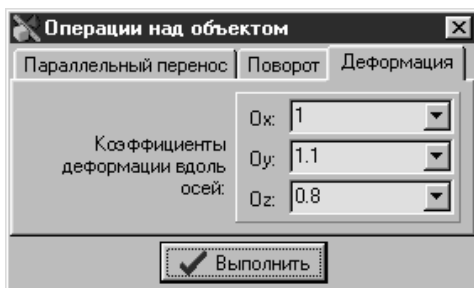 Операции над объектом
Параллельный перенос Поворот Деформация
Коэффициенты деформации вдоль осей:
Ox: 1
Oy: 1.1
Oz: 0.8
Выполнить